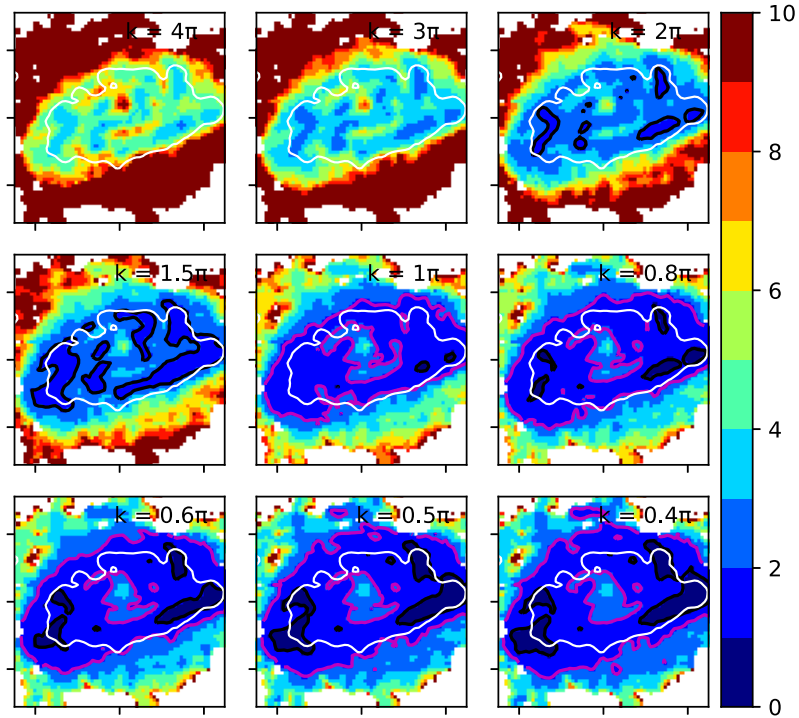 k = 4π
k = 3π
k = 2π
10
8
k = 1.5π
k = 1π
k = 0.8π
6
4
k = 0.6π
k = 0.5π
k = 0.4π
2
0